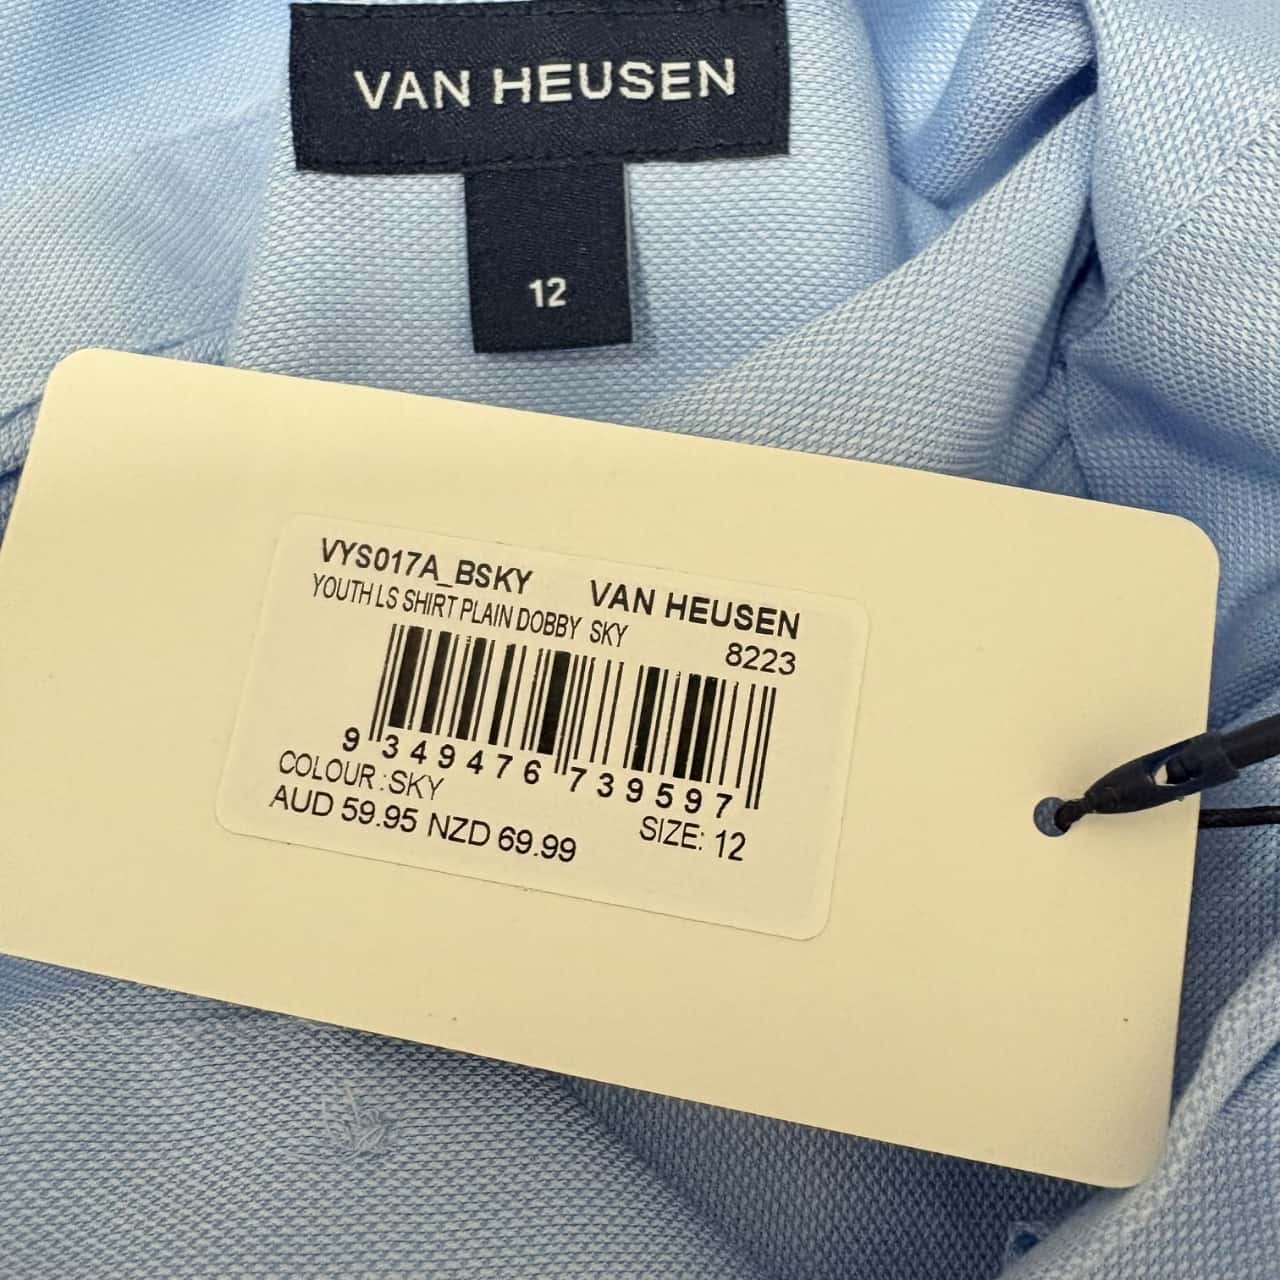 VAN HEUSEN
12
VYS017A_BSKY VAN HEUSEN
YOUTH LS SHIRT PLAIN DOBBY SKY 8223
9 349476 739597
COLOUR:SKY SIZE: 12
AUD 59.95 NZD 69.99